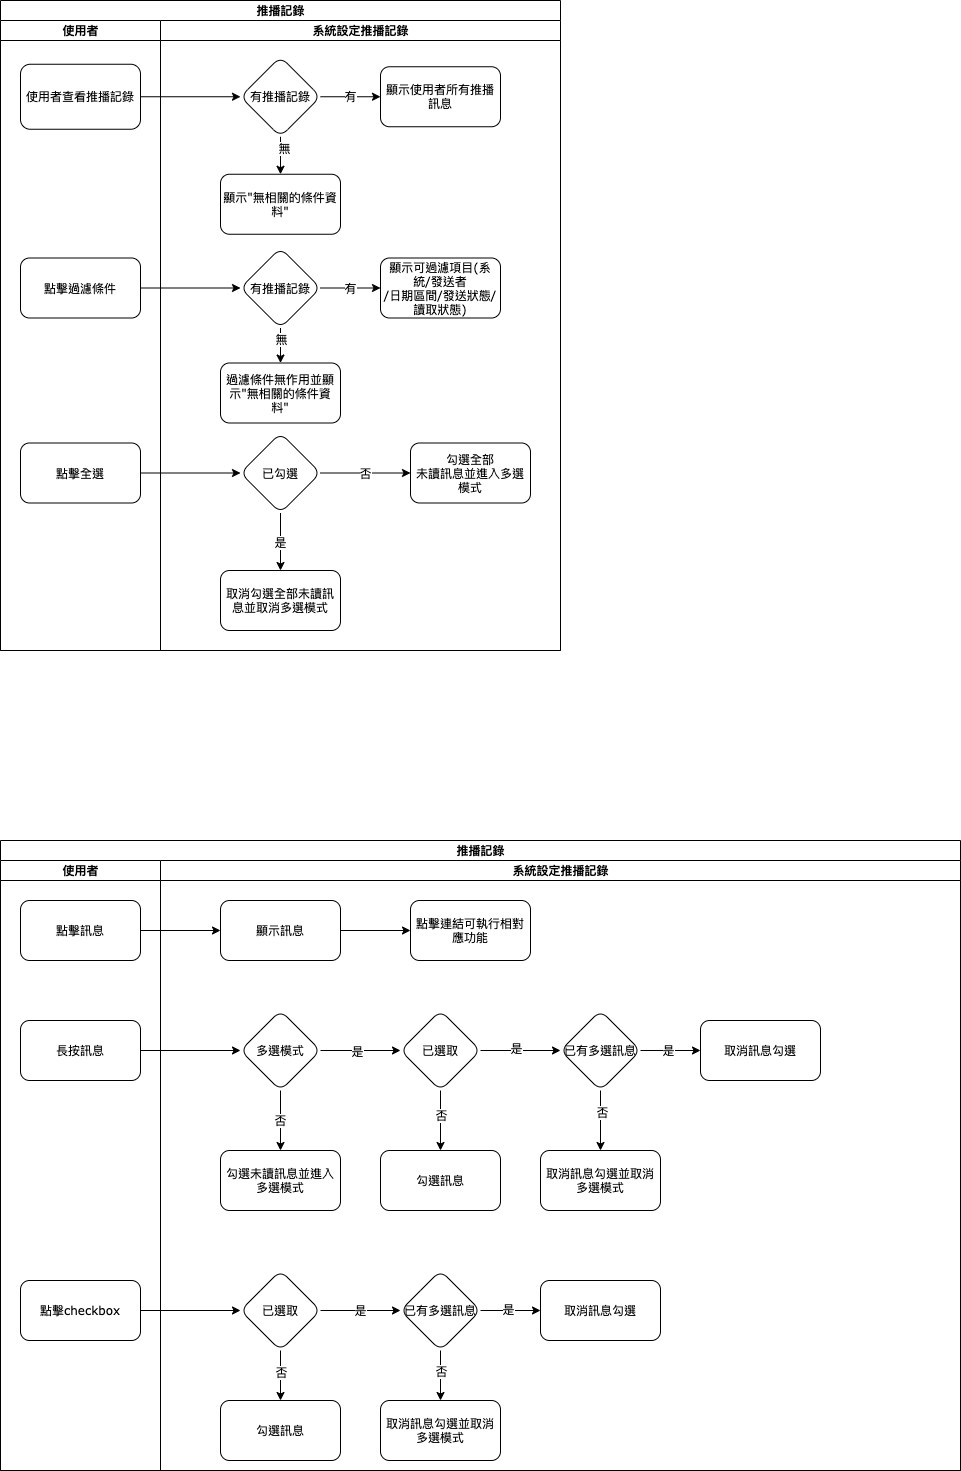 推播記錄
使用者
系統設定推播記錄
使用者查看推播記錄
有推播記錄
有
顯示使用者所有推播
訊息
無
顯示"無相關的條件資
料"
點擊過濾條件
有推播記錄
有
顯示可過濾項目(系
統/發送者
/日期區間/發送狀態/
讀取狀態)
無
過濾條件無作用並顯
示"無相關的條件資
料"
點擊全選
已勾選
否
勾選全部
未讀訊息並進入多選
模式
是
取消勾選全部未讀訊
息並取消多選模式
推播記錄
使用者
系統設定推播記錄
點擊訊息
顯示訊息
點擊連結可執行相對
應功能
長按訊息
多選模式
是
已選取
是
已有多選訊息
是
取消訊息勾選
否
否
否
勾選未讀訊息並進入
多選模式
勾選訊息
取消訊息勾選並取消
多選模式
點擊checkbox
已選取
是
已有多選訊息
是
取消訊息勾選
否
否
勾選訊息
取消訊息勾選並取消
多選模式